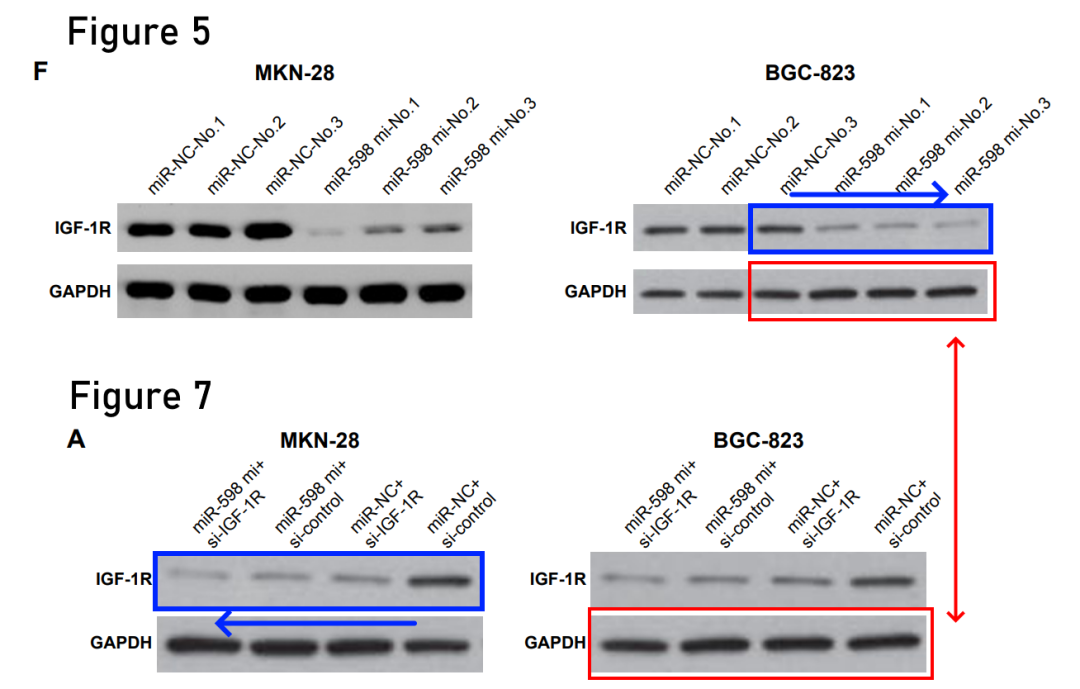 Figure 5
F
MKN-28
BGC-823
miR-NC-No.1
miR-NC-No.2
miR-NC-No.3
miR-598 mi-No.1
miR-598 mi-No.2
miR-598 mi-No.3
miR-NC-No.1
miR-NC-No.2
miR-NC-No.3
miR-598 mi-No.1
miR-598 mi-No.2
miR-598 mi-No.3
IGF-1R
IGF-1R
GAPDH
GAPDH
Figure 7
A
MKN-28
BGC-823
miR-598 mi+
si-IGF-1R
miR-598 mi+
si-control
miR-NC+
si-IGF-1R
miR-NC+
si-control
miR-598 mi+
si-IGF-1R
miR-598 mi+
si-control
miR-NC+
si-IGF-1R
miR-NC+
si-control
IGF-1R
IGF-1R
GAPDH
GAPDH